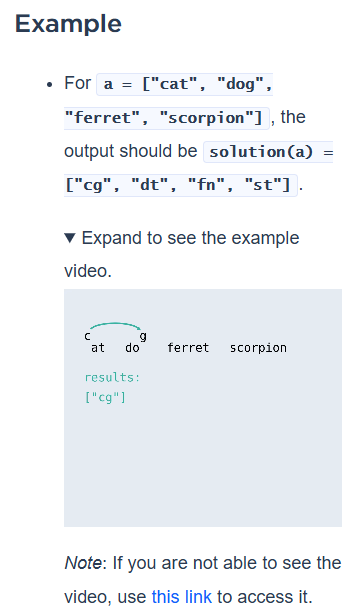 Example
• For a = ["cat", "dog",
"ferret", "scorpion"] , the
output should be solution(a) =
["cg", "dt", "fn", "st"] .
▼ Expand to see the example
video.
c g
at do ferret scorpion
results:
["cg"]
Note: If you are not able to see the
video, use this link to access it.